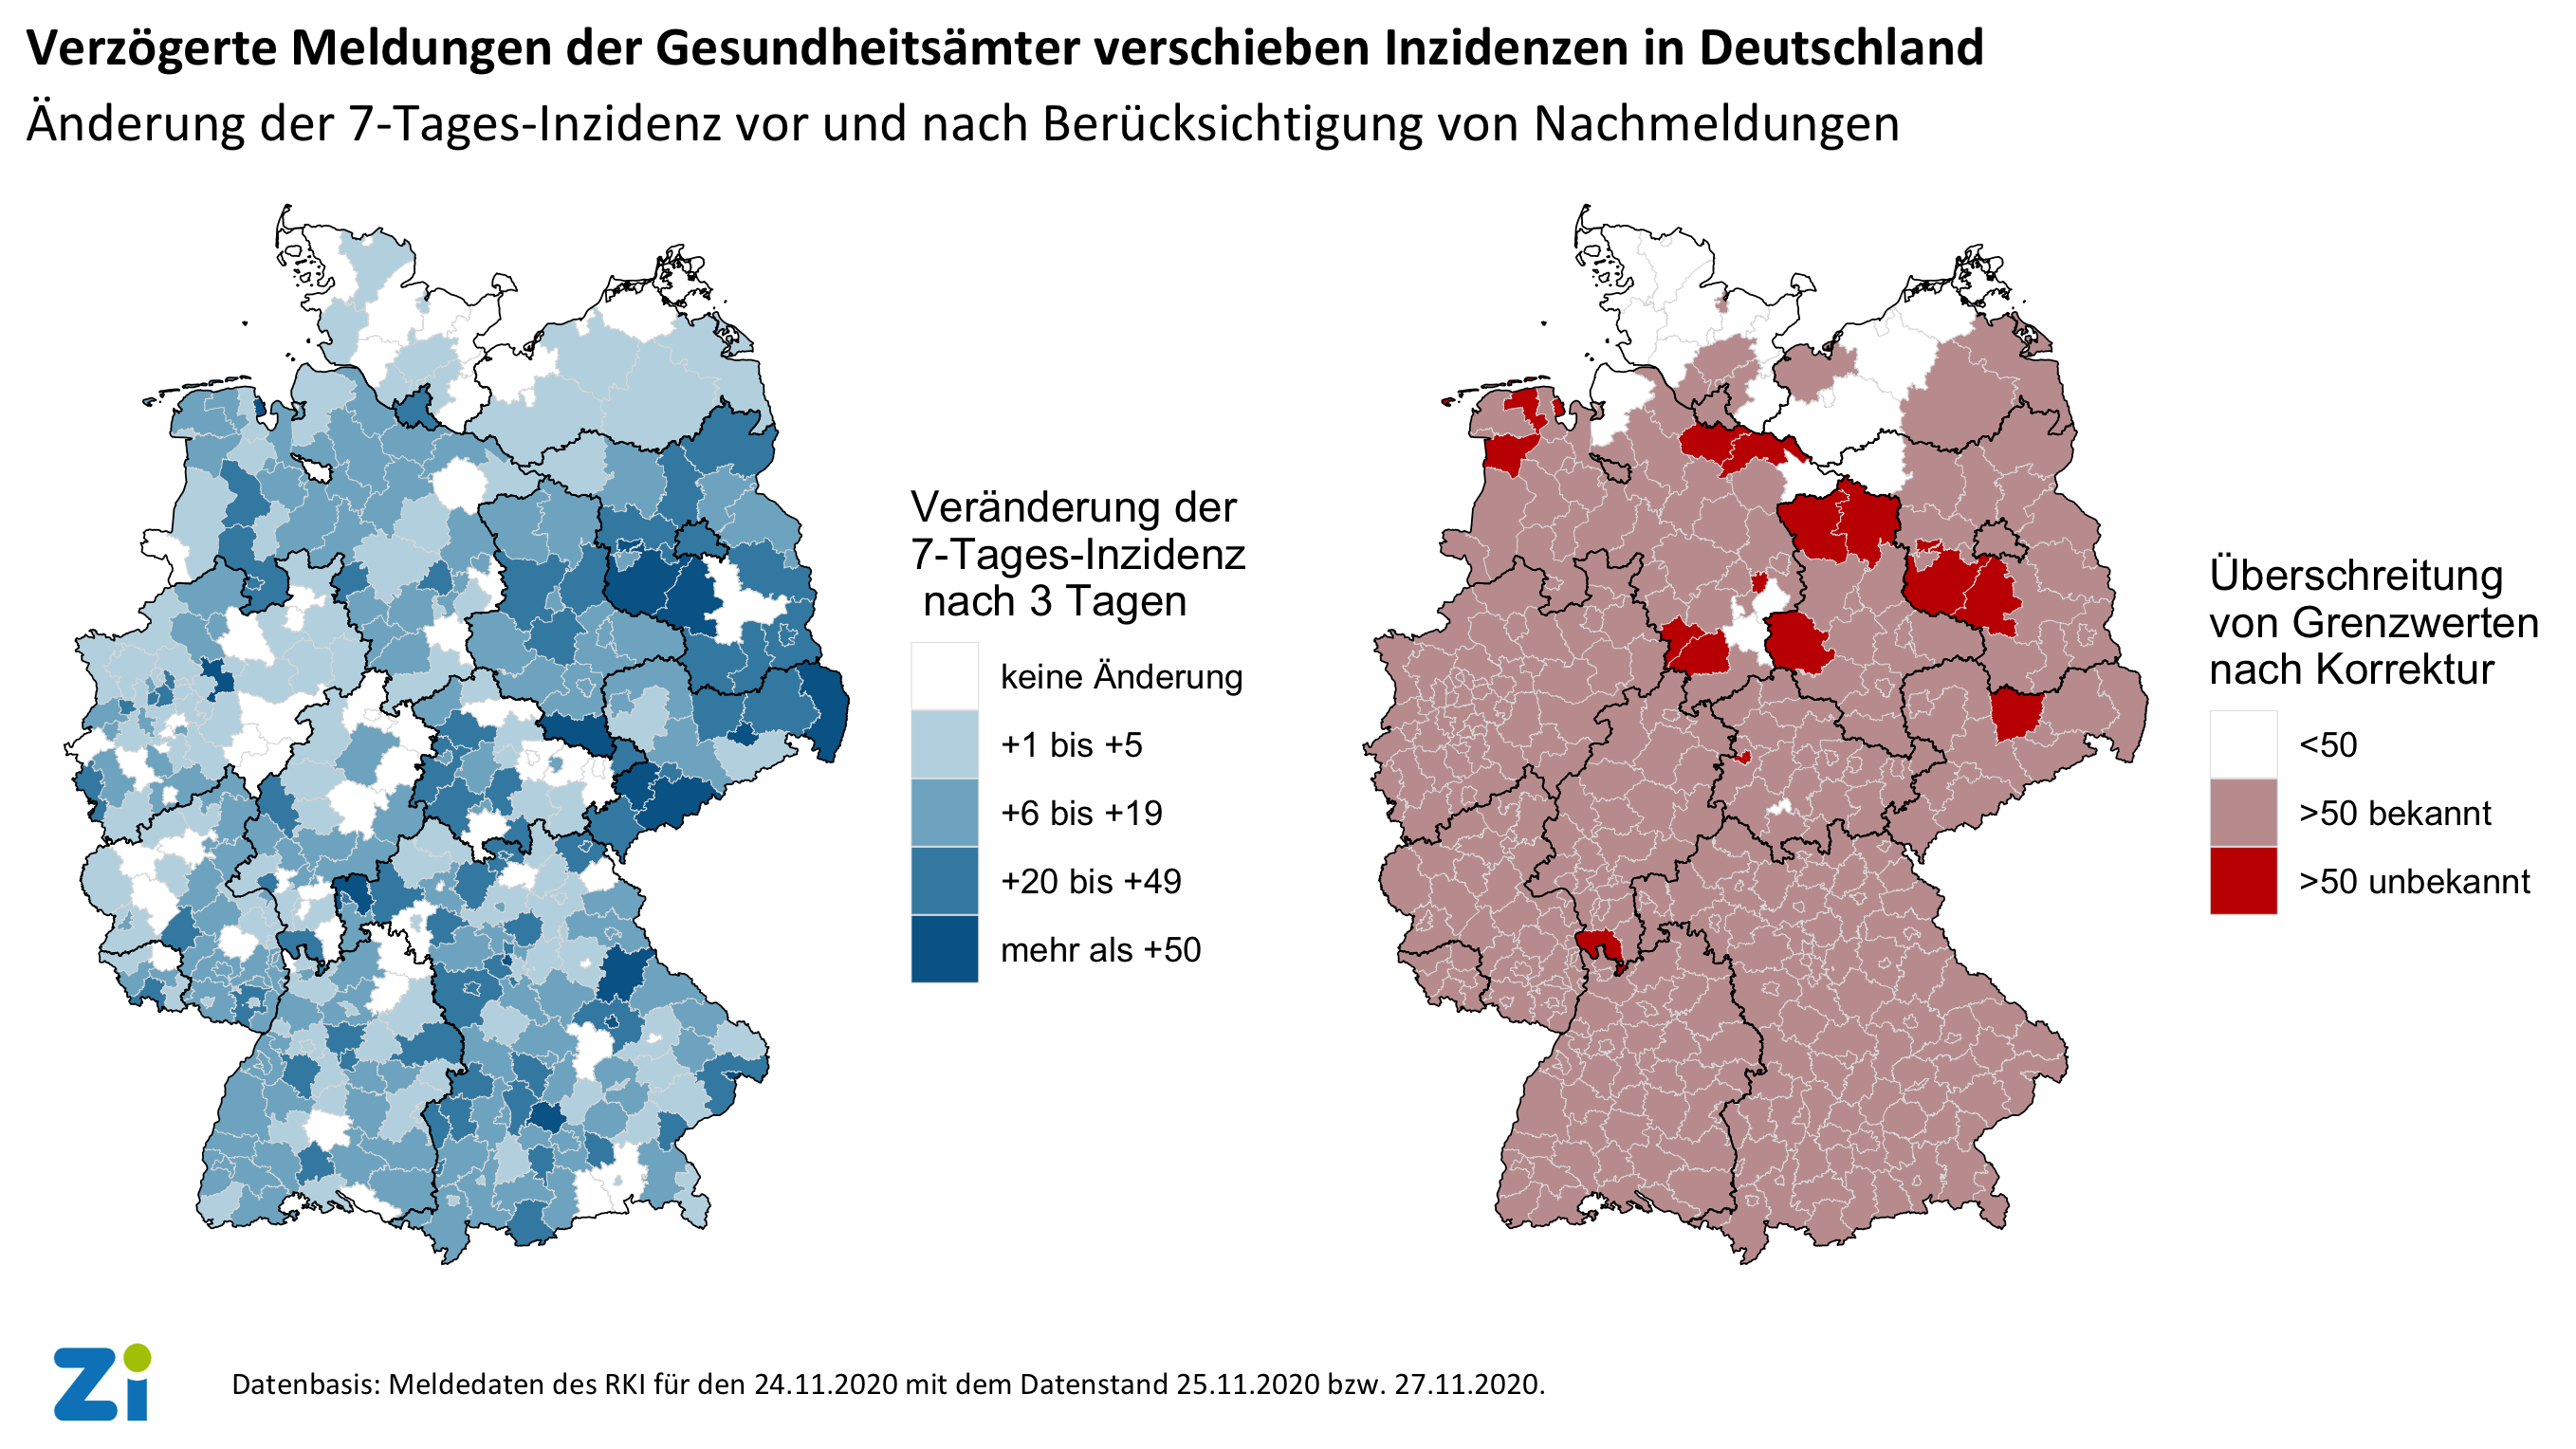 Verzögerte Meldungen der Gesundheitsämter verschieben Inzidenzen in Deutschland
Änderung der 7-Tages-Inzidenz vor und nach Berücksichtigung von Nachmeldungen
Veränderung der
7-Tages-Inzidenz
nach 3 Tagen
keine Änderung
+1 bis +5
+6 bis +19
+20 bis +49
mehr als +50
Überschreitung
von Grenzwerten
nach Korrektur
<50
>50 bekannt
>50 unbekannt
Zi
Datenbasis: Meldedaten des RKI für den 24.11.2020 mit dem Datenstand 25.11.2020 bzw. 27.11.2020.